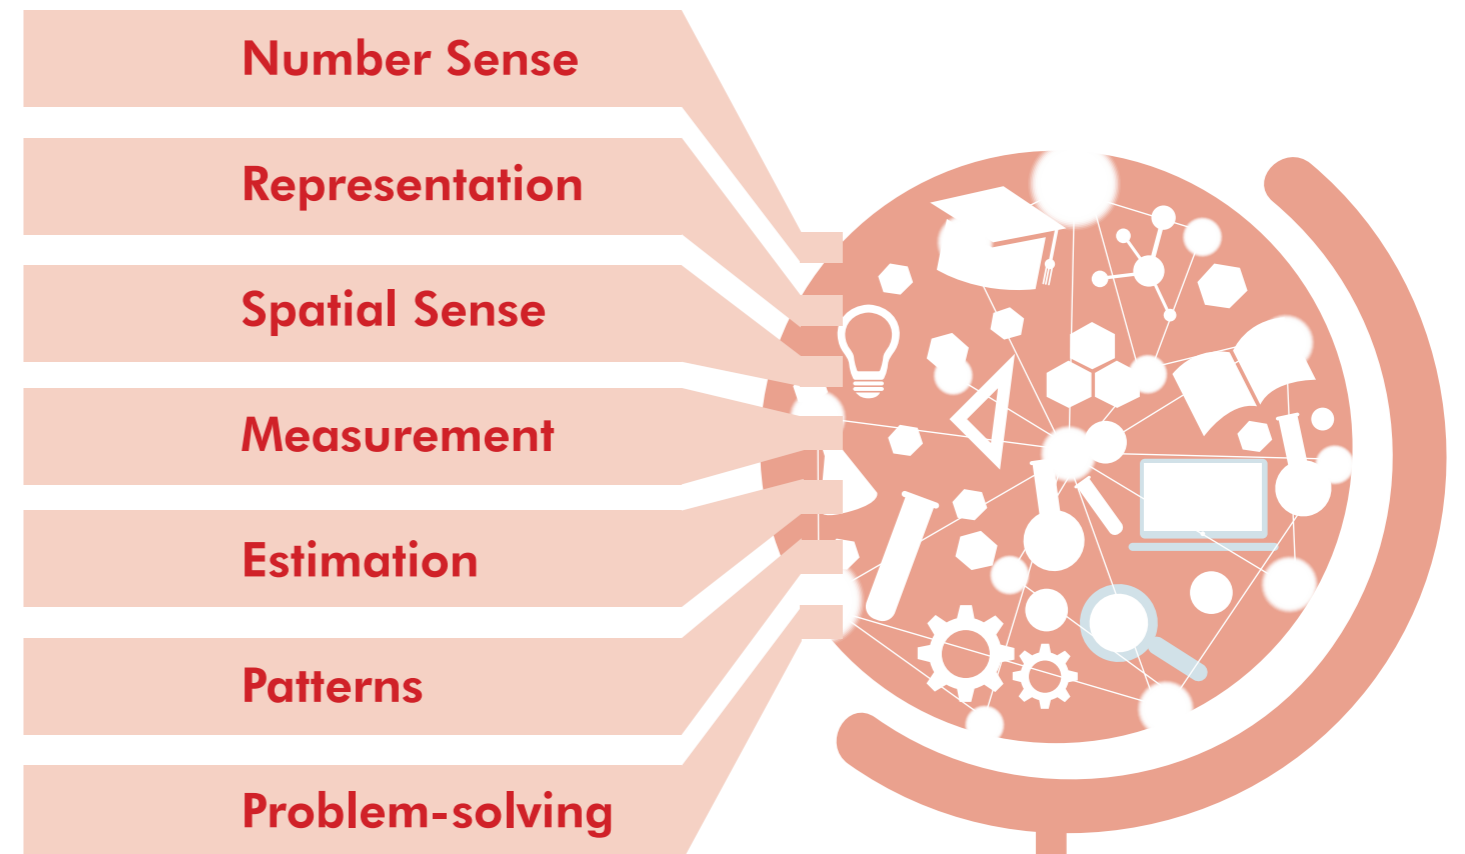 Number Sense
Representation
Spatial Sense
Measurement
Estimation
Patterns
Problem-solving